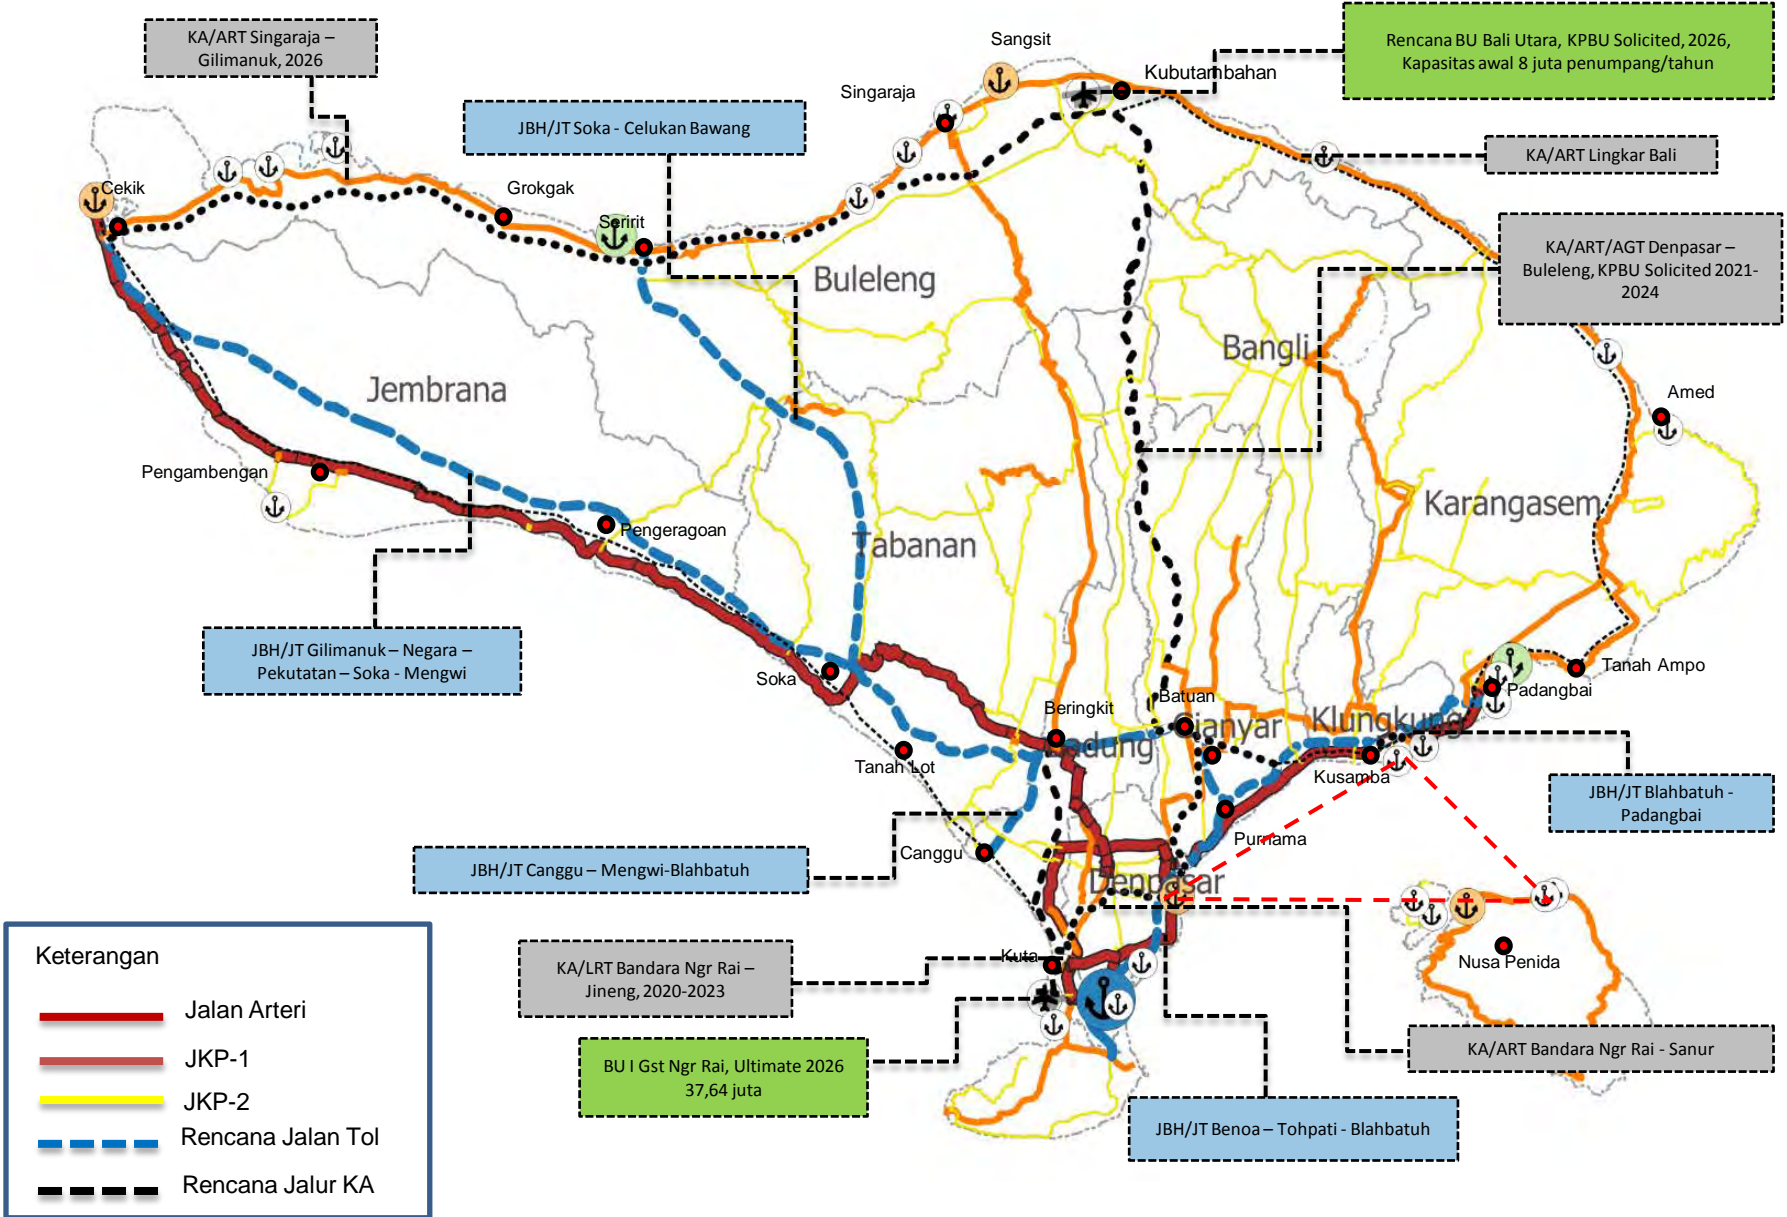 KA/ART Singaraja –
Gilimanuk, 2026
Sangsit
Rencana BU Bali Utara, KPBU Solicited, 2026,
Kapasitas awal 8 juta penumpang/tahun
Kubutambahan
Singaraja
JBH/JT Soka - Celukan Bawang
KA/ART Lingkar Bali
Cekik
Grokgak
Seririt
KA/ART/AGT Denpasar –
Buleleng, KPBU Solicited 2021-
2024
Buleleng
Bangli
Jembrana
Amed
Pengambengan
Karangasem
Pengeragoan
Tabanan
JBH/JT Gilimanuk – Negara –
Pekutatan – Soka - Mengwi
Soka
Tanah Ampo
Padangbai
Batuan
Beringkit
Gianyar
Klungkung
Badung
Tanah Lot
Kusamba
JBH/JT Blahbatuh -
Padangbai
Purnama
Canggu
JBH/JT Canggu – Mengwi-Blahbatuh
Denpasar
Keterangan
Jalan Arteri
JKP-1
JKP-2
Rencana Jalan Tol
Rencana Jalur KA
Kuta
KA/LRT Bandara Ngr Rai –
Jineng, 2020-2023
Nusa Penida
KA/ART Bandara Ngr Rai - Sanur
BU I Gst Ngr Rai, Ultimate 2026
37,64 juta
JBH/JT Benoa – Tohpati - Blahbatuh